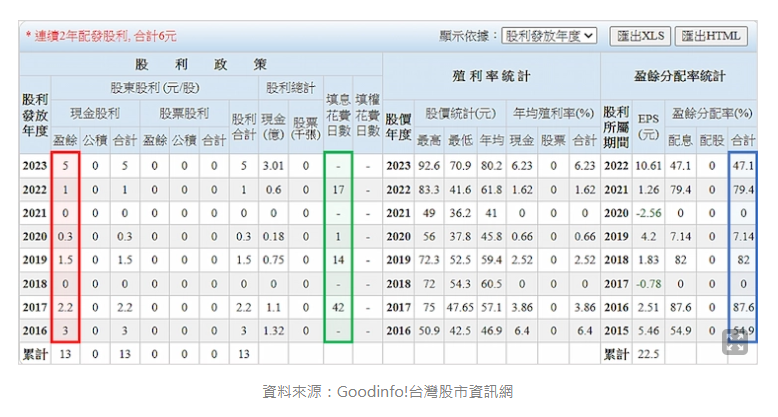 * 連續2年配發股利, 合計6元 顯示依據：股利發放年度 匯出XLS 匯出HTML
股 利 政 策 殖利率統計 盈餘分配率統計
股利發放年度 股東股利 (元/股) 股利總計 填息花費日數 填權花費日數 股價年度 股價統計(元) 年均殖利率(%) 股利所屬期間 EPS(元) 盈餘分配率(%)
現金股利 股票股利 股利合計 現金(億) 股票(千張) 最高 最低 年均 現金 股票 合計 配息 配股 合計
盈餘 公積 合計 盈餘 公積 合計
2023 5 0 5 0 0 0 5 3.01 0 - - 2023 92.6 70.9 80.2 6.23 0 6.23 2022 10.61 47.1 0 47.1
2022 1 0 1 0 0 0 1 0.6 0 17 - 2022 83.3 41.6 61.8 1.62 0 1.62 2021 1.26 79.4 0 79.4
2021 0 0 0 0 0 0 0 0 0 - - 2021 49 36.2 41 0 0 0 2020 -2.56 0 0 0
2020 0.3 0 0.3 0 0 0 0.3 0.18 0 1 - 2020 56 37.8 45.8 0.66 0 0.66 2019 4.2 7.14 0 7.14
2019 1.5 0 1.5 0 0 0 1.5 0.75 0 14 - 2019 72.3 52.5 59.4 2.52 0 2.52 2018 1.83 82 0 82
2018 0 0 0 0 0 0 0 0 0 - - 2018 72 54.3 60.5 0 0 0 2017 -0.78 0 0 0
2017 2.2 0 2.2 0 0 0 2.2 1.1 0 42 - 2017 75 47.65 57.1 3.86 0 3.86 2016 2.51 87.6 0 87.6
2016 3 0 3 0 0 0 3 1.32 0 - - 2016 50.9 42.5 46.9 6.4 0 6.4 2015 5.46 54.9 0 54.9
累計 13 0 13 0 0 0 13 累計 22.5
資料來源：Goodinfo!台灣股市資訊網